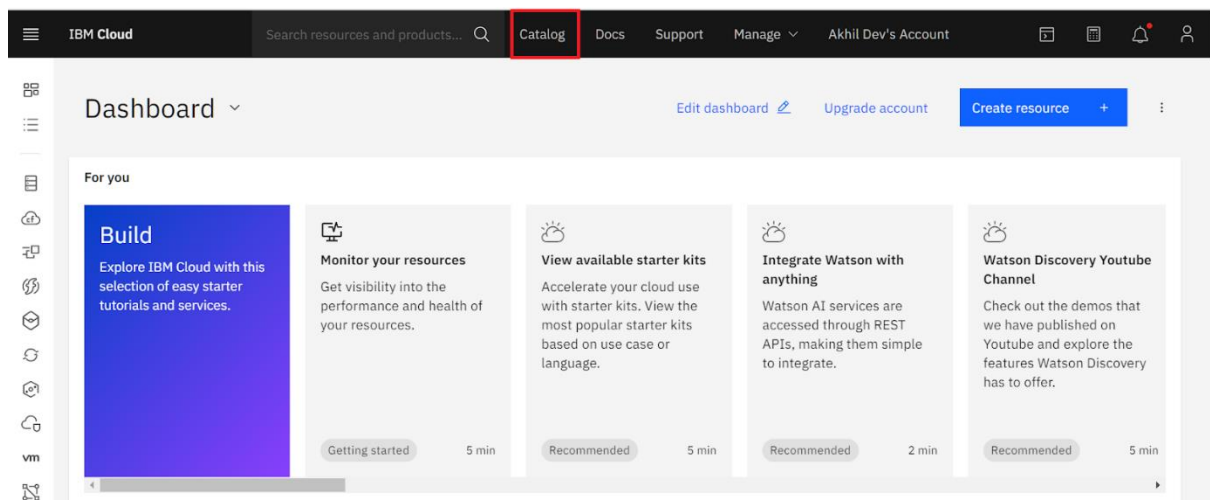 IBM Cloud
Search resources and products...
Catalog
Docs
Support
Manage
Akhil Dev's Account
Dashboard
Edit dashboard
Upgrade account
Create resource +
For you
Build
Explore IBM Cloud with this
selection of easy starter
tutorials and services.
Monitor your resources
Get visibility into the
performance and health of
your resources.
Getting started
5 min
View available starter kits
Accelerate your cloud use
with starter kits. View the
most popular starter kits
based on use case or
language.
Recommended
5 min
Integrate Watson with
anything
Watson AI services are
accessed through REST
APIs, making them simple
to integrate.
Recommended
2 min
Watson Discovery Youtube
Channel
Check out the demos that
we have published on
Youtube and explore the
features Watson Discovery
has to offer.
Recommended
5 min
cf
vm